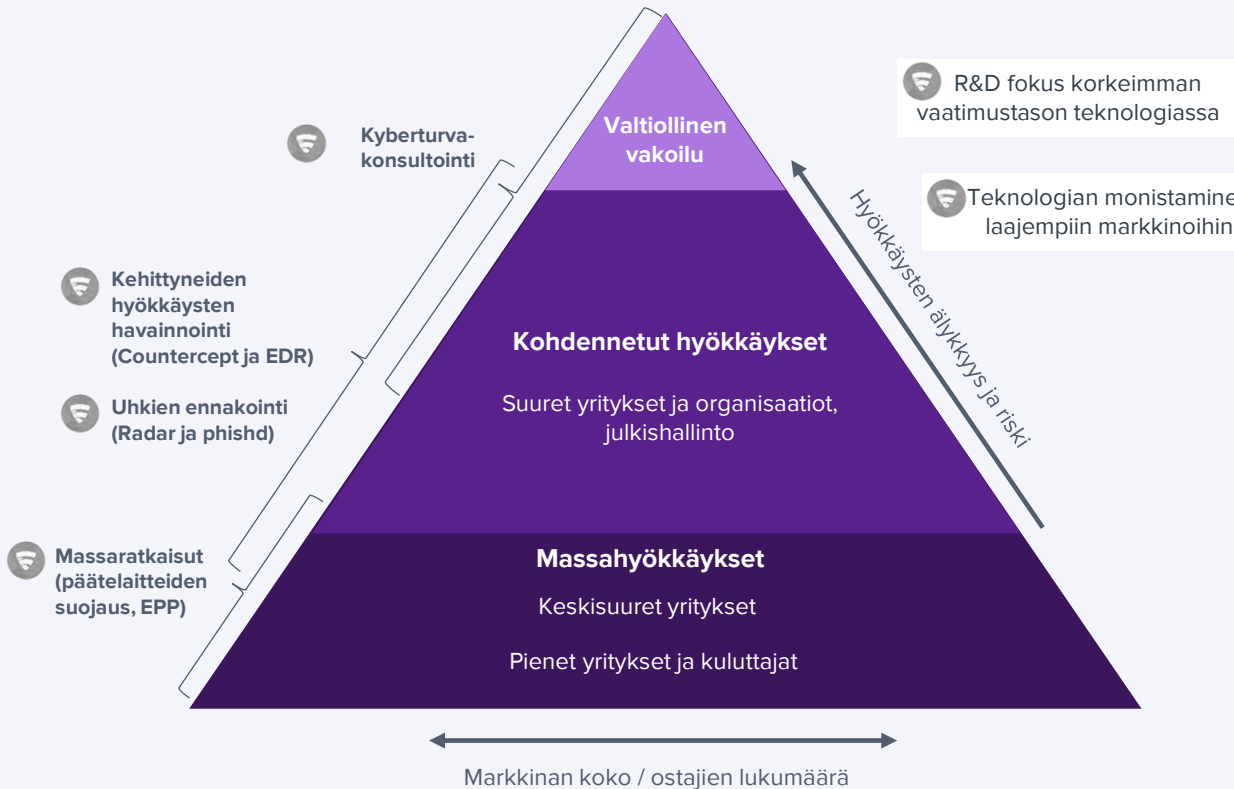 R&D fokus korkeimman
vaatimustason teknologiassa
Valtiollinen
vakoilu
Kyberturva-
konsultointi
Teknologian monistamine
laajempiin markkinoihin
Hyökkäysten älykkyys ja riski
Kehittyneiden
hyökkäysten
havainnointi
(Countercept ja EDR)
Kohdennetut hyökkäykset
Suuret yritykset ja organisaatiot,
julkishallinto
Uhkien ennakointi
(Radar ja phishd)
Massaratkaisut
(päätelaitteiden
suojaus, EPP)
Massahyökkäykset
Keskisuuret yritykset
Pienet yritykset ja kuluttajat
Markkinan koko / ostajien lukumäärä